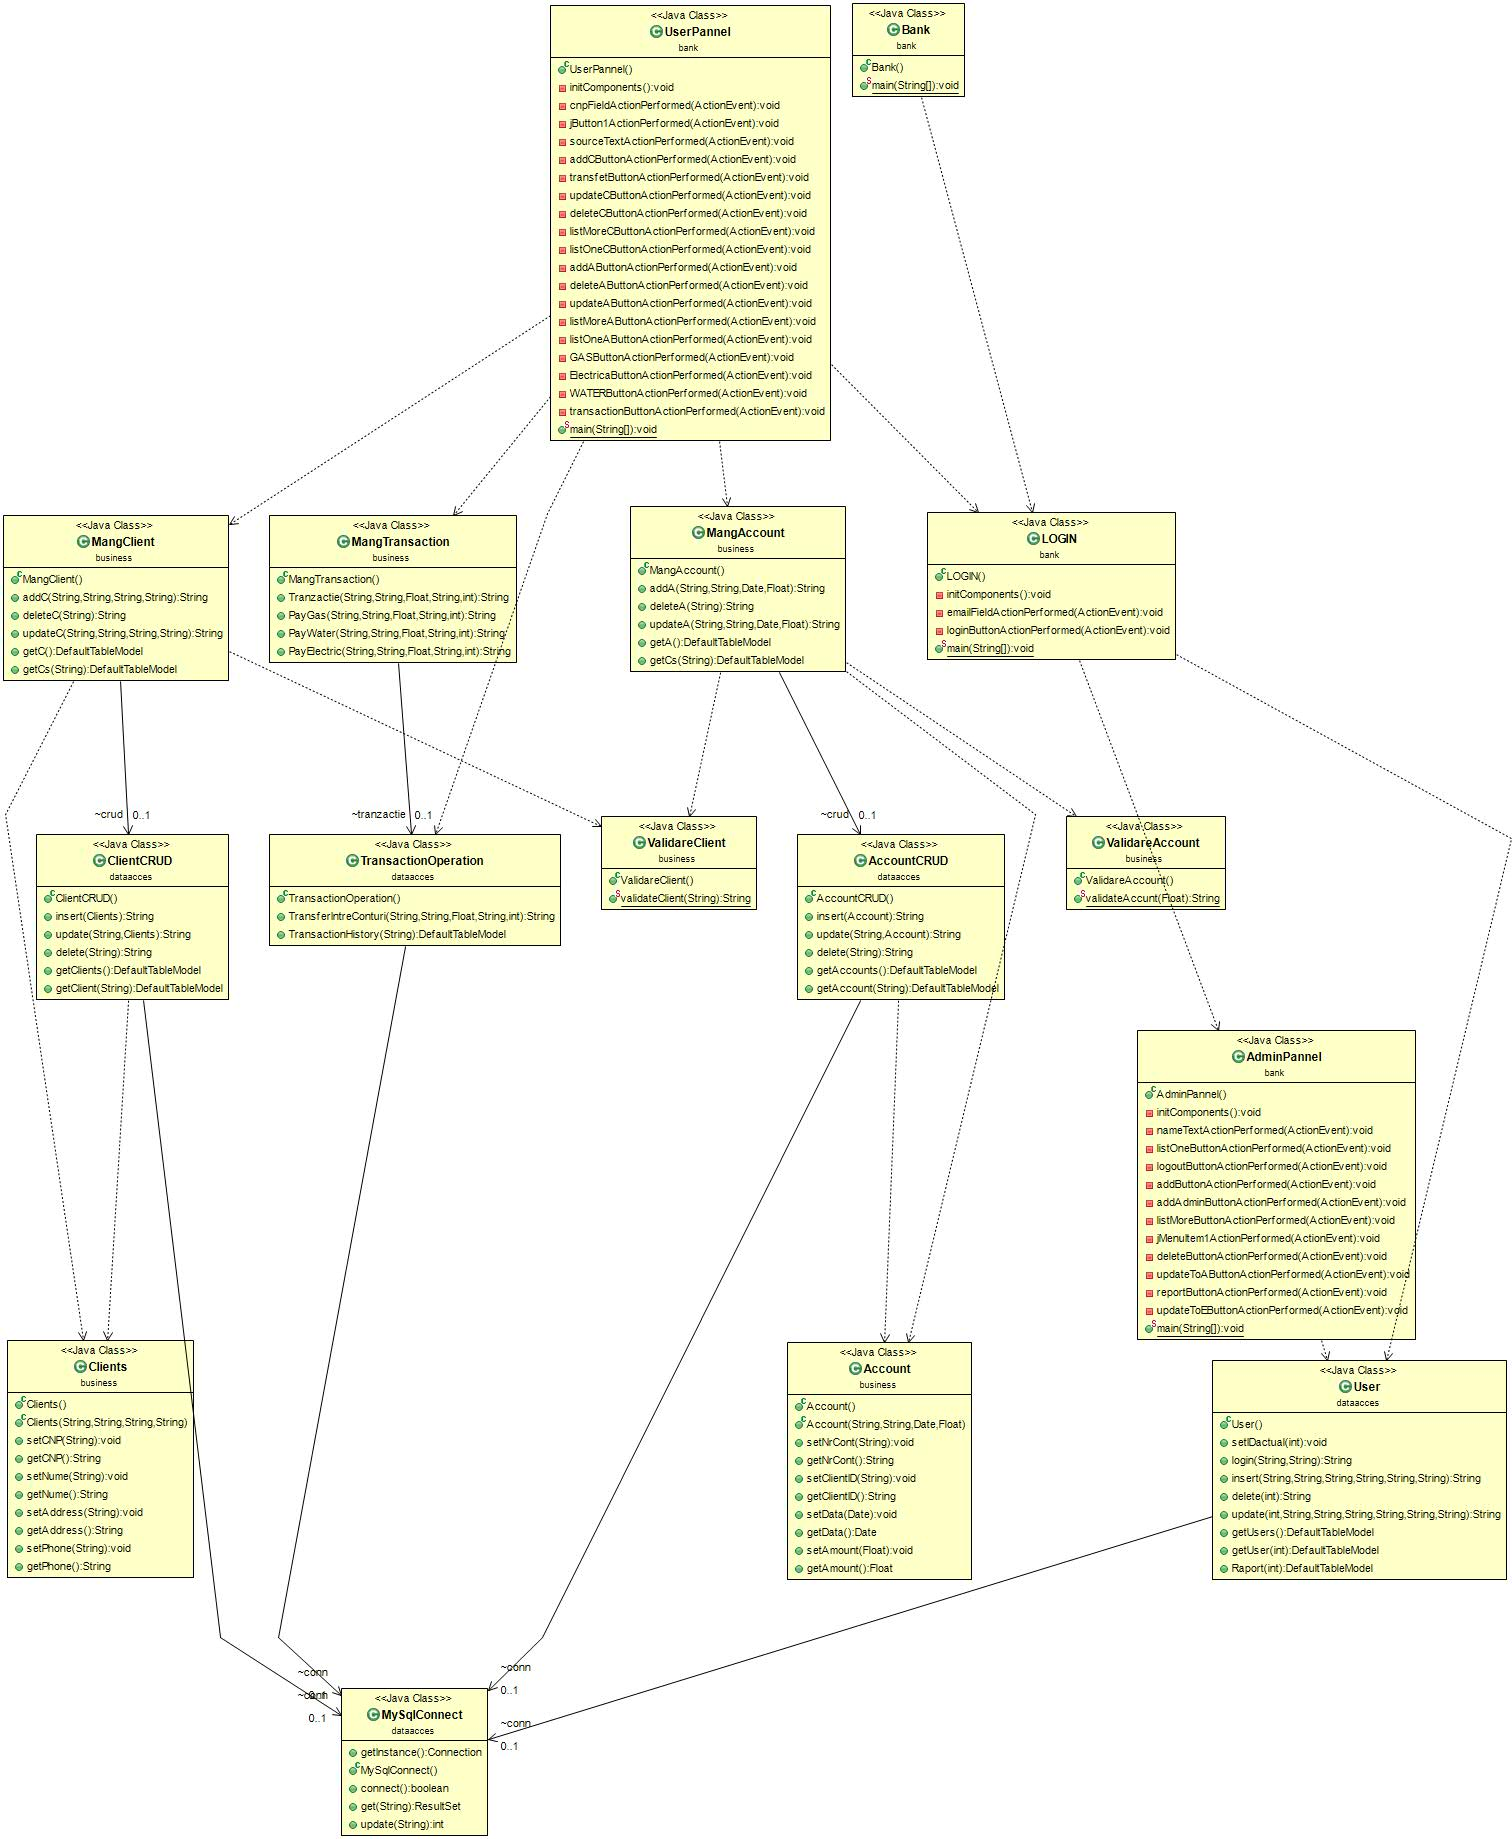 <<Java Class>>
UserPannel
bank
UserPannel()
initComponents():void
cnpFieldActionPerformed(ActionEvent):void
jButton1ActionPerformed(ActionEvent):void
sourceTextActionPerformed(ActionEvent):void
addCButtonActionPerformed(ActionEvent):void
transfetButtonActionPerformed(ActionEvent):void
updateCButtonActionPerformed(ActionEvent):void
deleteCButtonActionPerformed(ActionEvent):void
listMoreCButtonActionPerformed(ActionEvent):void
listOneCButtonActionPerformed(ActionEvent):void
addAButtonActionPerformed(ActionEvent):void
deleteAButtonActionPerformed(ActionEvent):void
updateAButtonActionPerformed(ActionEvent):void
listMoreAButtonActionPerformed(ActionEvent):void
listOneAButtonActionPerformed(ActionEvent):void
GASButtonActionPerformed(ActionEvent):void
ElectricaButtonActionPerformed(ActionEvent):void
WATERButtonActionPerformed(ActionEvent):void
transactionButtonActionPerformed(ActionEvent):void
main(String[]):void
<<Java Class>>
Bank
bank
Bank()
main(String[]):void
<<Java Class>>
MangClient
business
MangClient()
addC(String,String,String,String):String
deleteC(String):String
updateC(String,String,String,String):String
getC():DefaultTableModel
getCs(String):DefaultTableModel
<<Java Class>>
MangTransaction
business
MangTransaction()
Tranzactie(String,String,Float,String,int):String
PayGas(String,String,Float,String,int):String
PayWater(String,String,Float,String,int):String
PayElectric(String,String,Float,String,int):String
<<Java Class>>
MangAccount
business
MangAccount()
addA(String,String,Date,Float):String
deleteA(String):String
updateA(String,String,Date,Float):String
getA():DefaultTableModel
getCs(String):DefaultTableModel
<<Java Class>>
LOGIN
bank
LOGIN()
initComponents():void
emailFieldActionPerformed(ActionEvent):void
loginButtonActionPerformed(ActionEvent):void
main(String[]):void
~crud 0..1
~tranzactie 0..1
~crud 0..1
<<Java Class>>
ClientCRUD
dataacces
ClientCRUD()
insert(Clients):String
update(String,Clients):String
delete(String):String
getClients():DefaultTableModel
getClient(String):DefaultTableModel
<<Java Class>>
TransactionOperation
dataacces
TransactionOperation()
TransferIntreConturi(String,String,Float,String,int):String
TransactionHistory(String):DefaultTableModel
<<Java Class>>
ValidareClient
business
ValidareClient()
validateClient(String):String
<<Java Class>>
AccountCRUD
dataacces
AccountCRUD()
insert(Account):String
update(String,Account):String
delete(String):String
getAccounts():DefaultTableModel
getAccount(String):DefaultTableModel
<<Java Class>>
ValidareAccount
business
ValidareAccount()
validateAccunt(Float):String
<<Java Class>>
AdminPannel
bank
AdminPannel()
initComponents():void
nameTextActionPerformed(ActionEvent):void
listOneButtonActionPerformed(ActionEvent):void
logoutButtonActionPerformed(ActionEvent):void
addButtonActionPerformed(ActionEvent):void
addAdminButtonActionPerformed(ActionEvent):void
listMoreButtonActionPerformed(ActionEvent):void
jMenuItem1ActionPerformed(ActionEvent):void
deleteButtonActionPerformed(ActionEvent):void
updateToAButtonActionPerformed(ActionEvent):void
reportButtonActionPerformed(ActionEvent):void
updateToEButtonActionPerformed(ActionEvent):void
main(String[]):void
<<Java Class>>
Clients
business
Clients()
Clients(String,String,String,String)
setCNP(String):void
getCNP():String
setNume(String):void
getNume():String
setAddress(String):void
getAddress():String
setPhone(String):void
getPhone():String
<<Java Class>>
Account
business
Account()
Account(String,String,Date,Float)
setNrCont(String):void
getNrCont():String
setClientID(String):void
getClientID():String
setData(Date):void
getData():Date
setAmount(Float):void
getAmount():Float
<<Java Class>>
User
dataacces
User()
setIDactual(int):void
login(String,String):String
insert(String,String,String,String,String,String):String
delete(int):String
update(int,String,String,String,String,String,String):String
getUsers():DefaultTableModel
getUser(int):DefaultTableModel
Raport(int):DefaultTableModel
~conn
~conn
0..1
0..1
~conn
0..1
~conn
0..1
<<Java Class>>
MySqlConnect
dataacces
getInstance():Connection
MySqlConnect()
connect():boolean
get(String):ResultSet
update(String):int